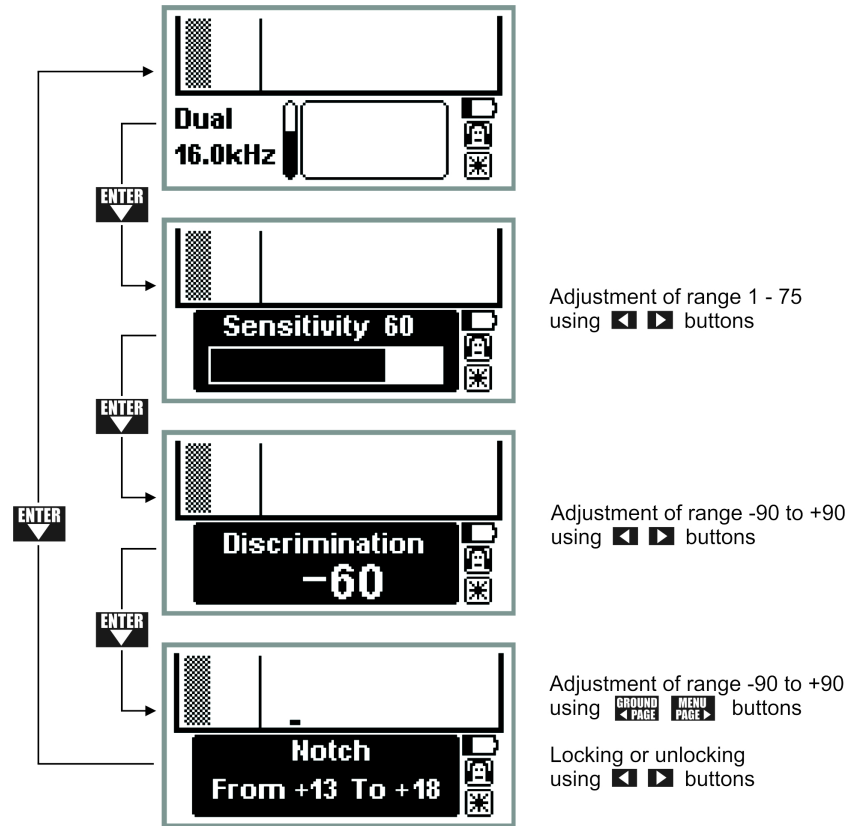 Dual
16.0kHz
ENTER
Sensitivity 60
Adjustment of range 1 - 75
using buttons
ENTER
Discrimination
-60
Adjustment of range -90 to +90
using buttons
ENTER
ENTER
Notch
From +13 To +18
Adjustment of range -90 to +90
using GROUND PAGE MENU PAGE buttons
Locking or unlocking
using buttons